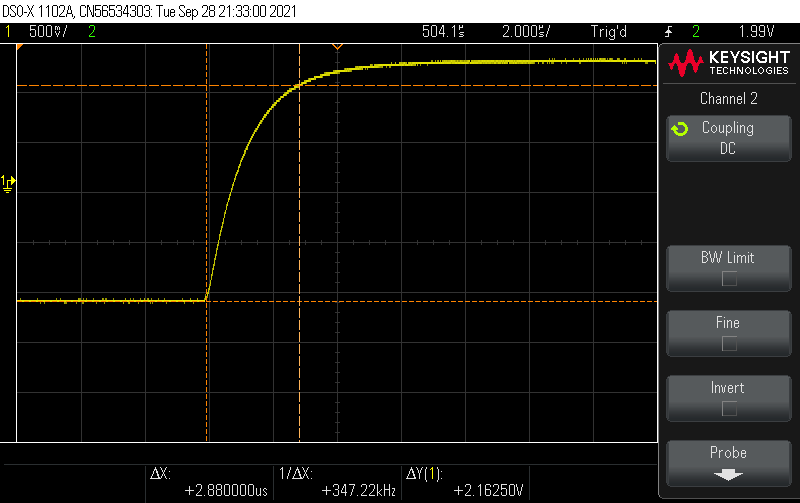 DSO-X 1102A, CN56534303: Tue Sep 28 21:33:00 2021
1 500mV/ 2 504.1us 2.000us/ Trig'd 2 1.99V
KEYSIGHT
TECHNOLOGIES
Channel 2
Coupling
DC
1
BW Limit
Fine
Invert
Probe
ΔX: 1/ΔX: ΔY(1):
+2.880000us +347.22kHz +2.16250V